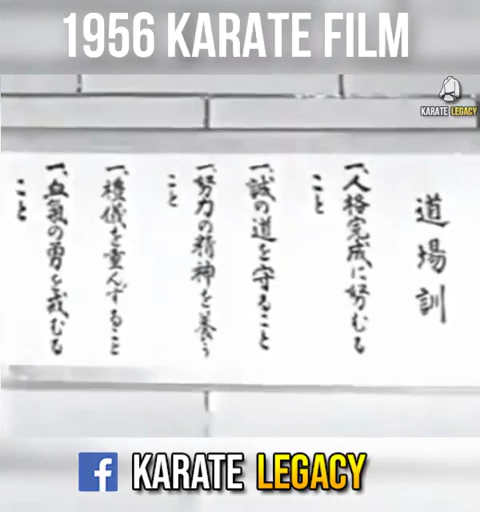 1956 KARATE FILM
KARATE LEGACY
道場訓
一、人格完成に努むる
こと
一、誠の道を守ること
一、努力の精神を養う
こと
一、禮儀を重んずること
一、血氣の勇を戒むる
こと
f KARATE LEGACY